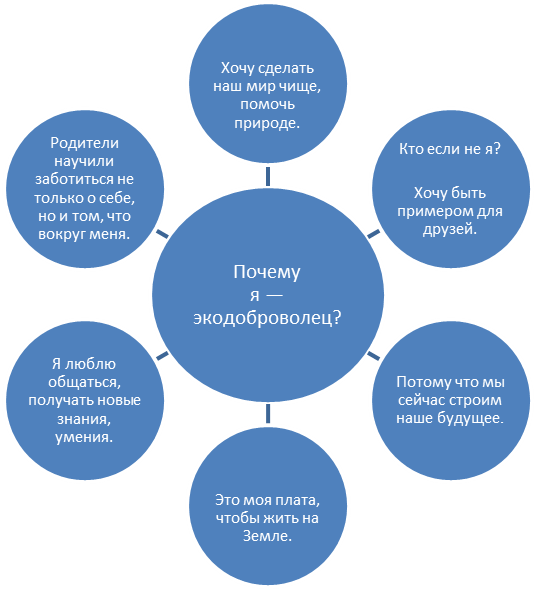 Хочу сделать
наш мир чище,
помочь
природе.
Кто если не я?
Хочу быть
примером для
друзей.
Потому что мы
сейчас строим
наше будущее.
Это моя плата,
чтобы жить на
Земле.
Я люблю
общаться,
получать новые
знания,
умения.
Родители
научили
заботиться не
только о себе,
но и том, что
вокруг меня.
Почему
я —
экодоброволец?